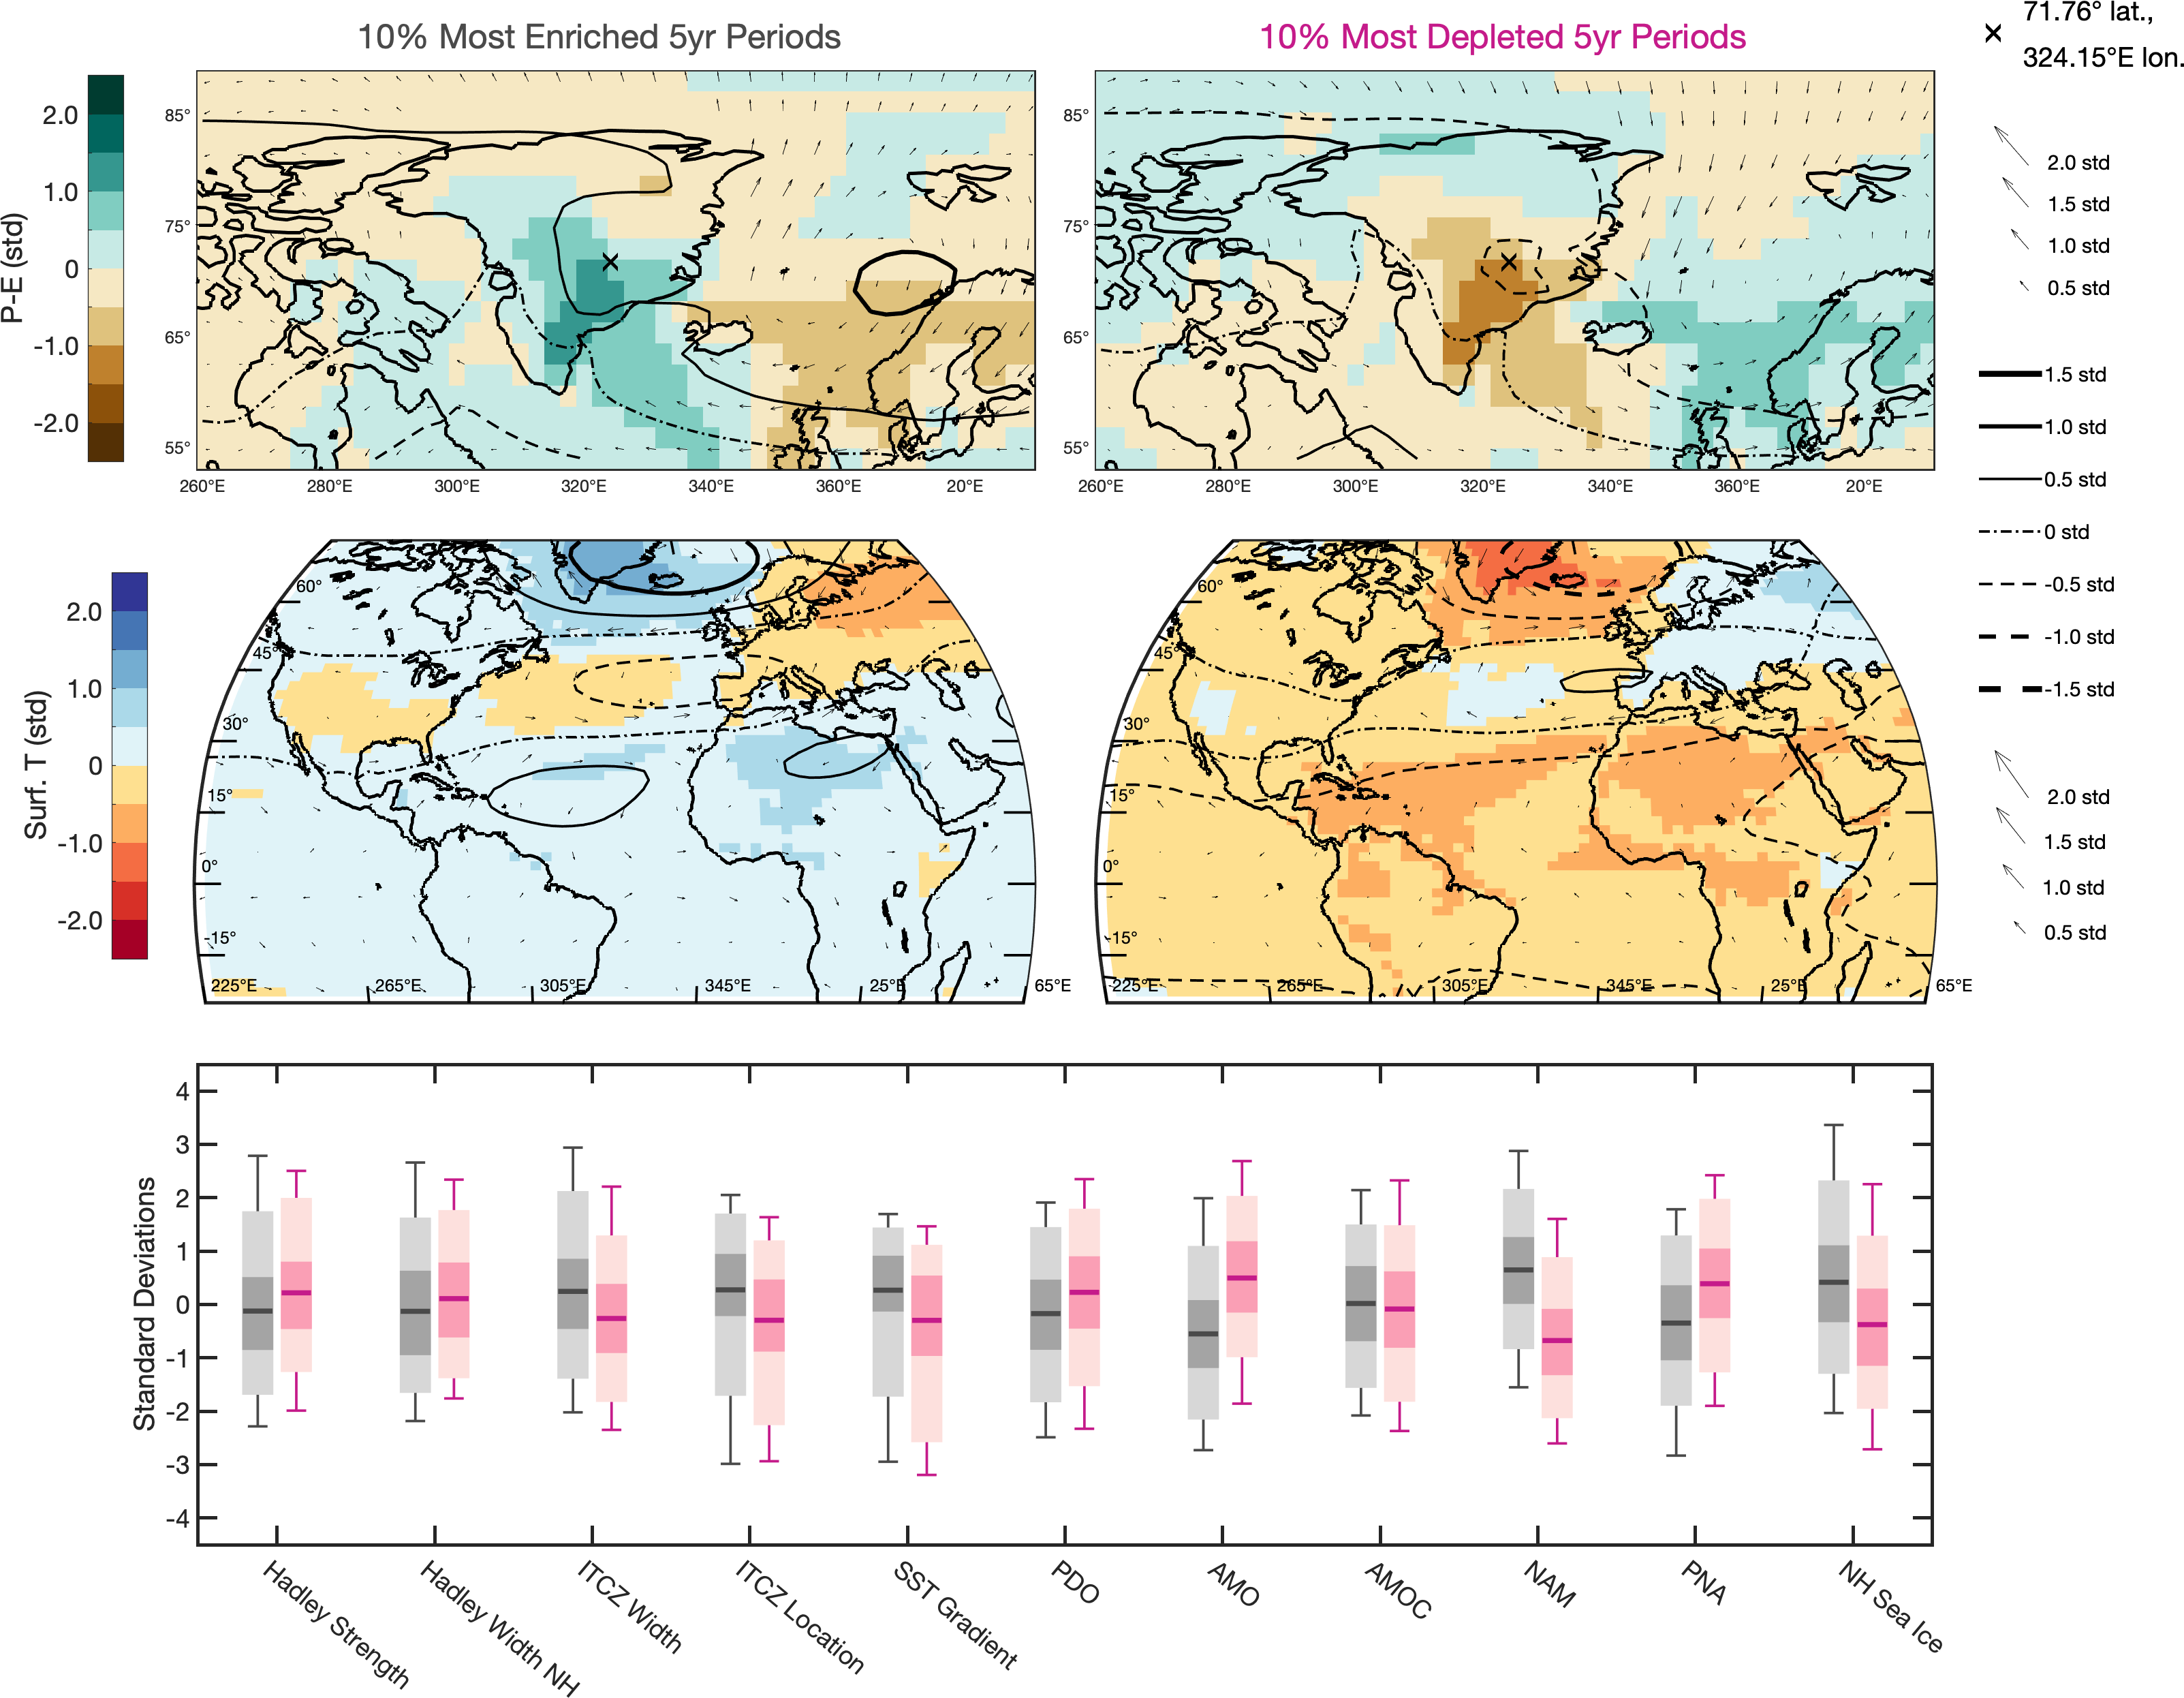 10% Most Enriched 5yr Periods
10% Most Depleted 5yr Periods
71.76° lat.,
324.15°E lon.
P-E (std)
2.0
1.0
0
-1.0
-2.0
85°
75°
65°
55°
260°E
280°E
300°E
320°E
340°E
360°E
20°E
85°
75°
65°
55°
260°E
280°E
300°E
320°E
340°E
360°E
20°E
2.0 std
1.5 std
1.0 std
0.5 std
1.5 std
1.0 std
0.5 std
0 std
-0.5 std
-1.0 std
-1.5 std
Surf. T (std)
2.0
1.0
0
-1.0
-2.0
60°
45°
30°
15°
0°
-15°
225°E
265°E
305°E
345°E
25°E
65°E
60°
45°
30°
15°
0°
-15°
225°E
265°E
305°E
345°E
25°E
65°E
2.0 std
1.5 std
1.0 std
0.5 std
Standard Deviations
4
3
2
1
0
-1
-2
-3
-4
Hadley Strength
Hadley Width NH
ITCZ Width
ITCZ Location
SST Gradient
PDO
AMO
AMOC
NAM
PNA
NH Sea Ice